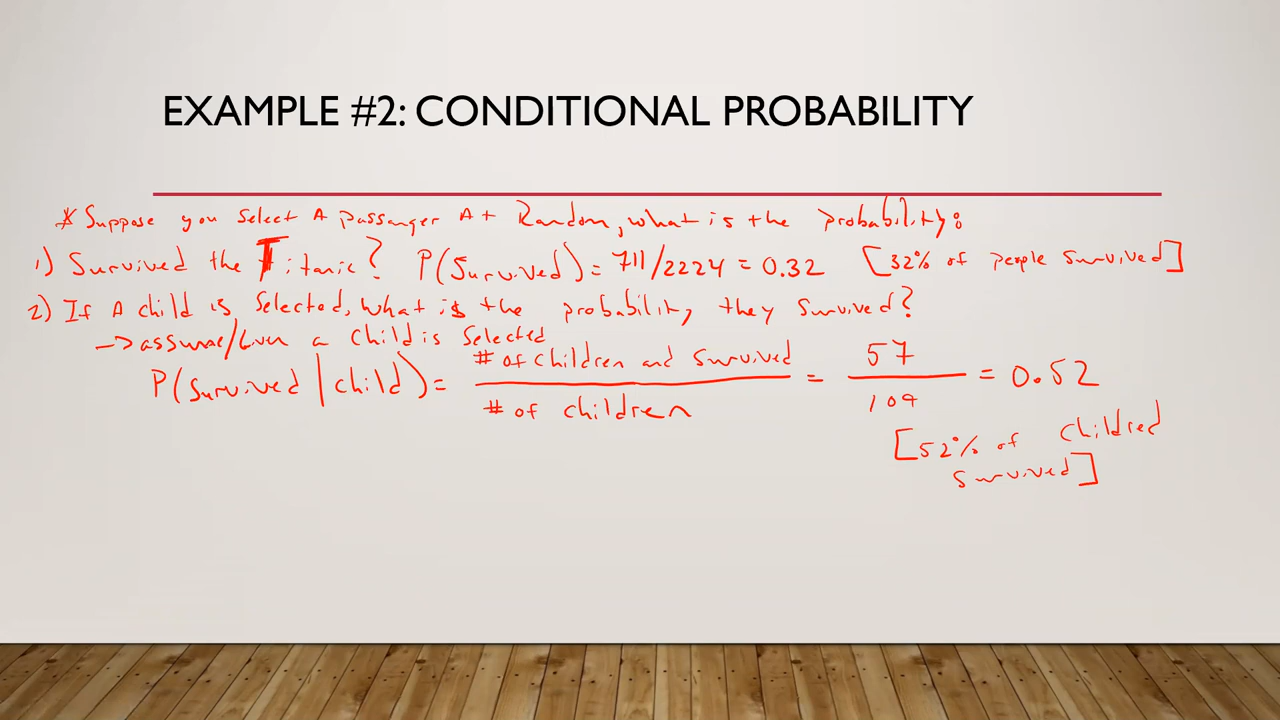 EXAMPLE #2: CONDITIONAL PROBABILITY
* Suppose you select A passanger At Random, what is the probability:
1) Survived the Titanic? P(Survived) = 711/2224 = 0.32 [32% of people survived]
2) If A child is selected, what is the probability they survived?
→ assume/Given a child is selected
P(survived | child) = # of children and survived / # of children = 57 / 109 = 0.52
[52% of children survived]